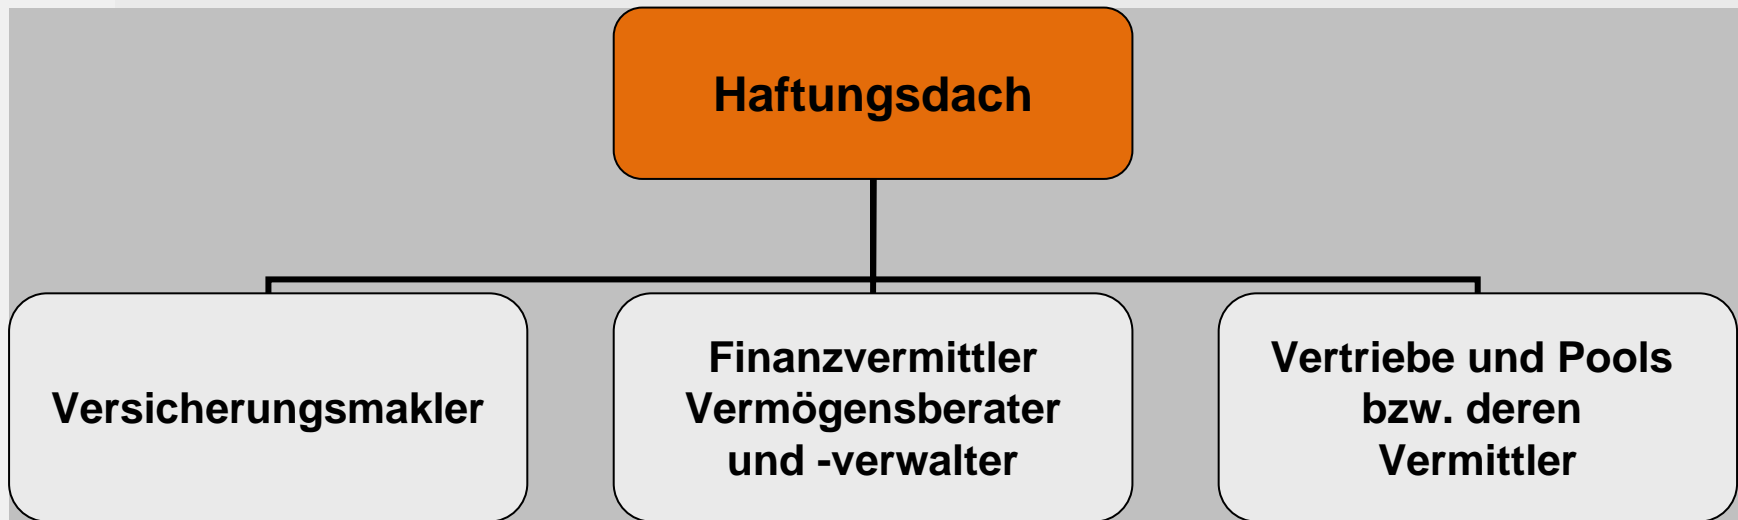 Haftungsdach
Versicherungsmakler
Finanzvermittler
Vermögensberater
und -verwalter
Vertriebe und Pools
bzw. deren
Vermittler